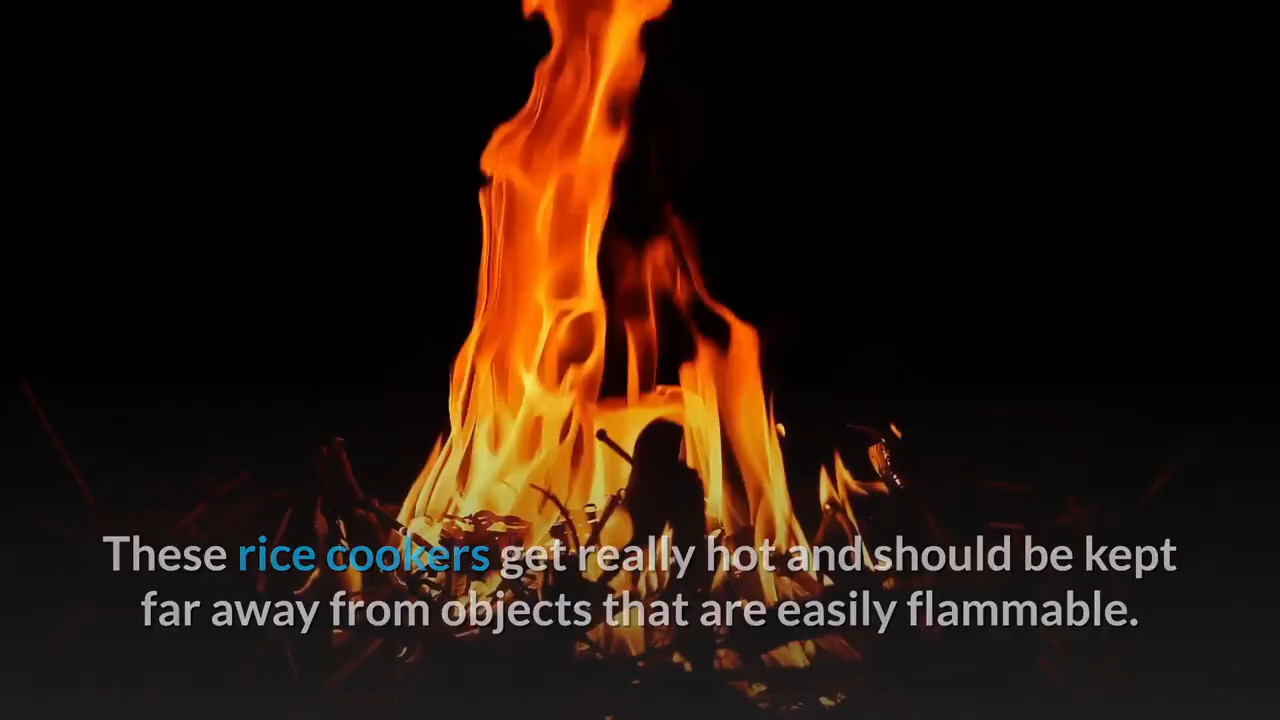 These rice cookers get really hot and should be kept
far away from objects that are easily flammable.